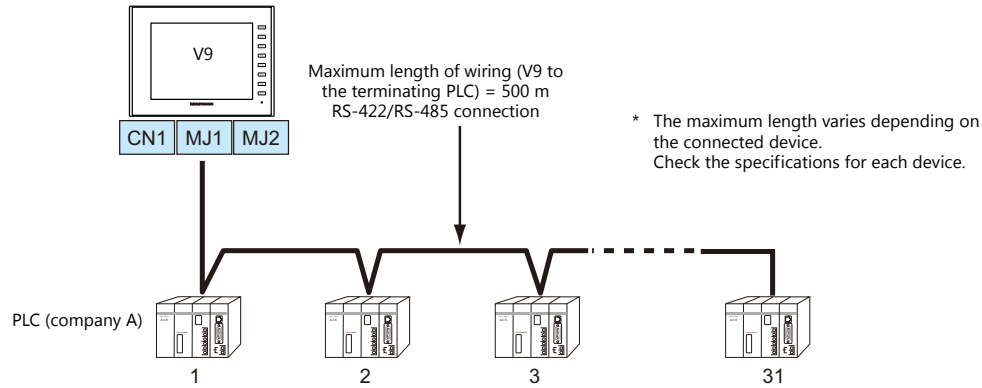 V9
Maximum length of wiring (V9 to
the terminating PLC) = 500 m
RS-422/RS-485 connection
* The maximum length varies depending on
the connected device.
Check the specifications for each device.
CN1 MJ1 MJ2
PLC (company A)
1 2 3 31